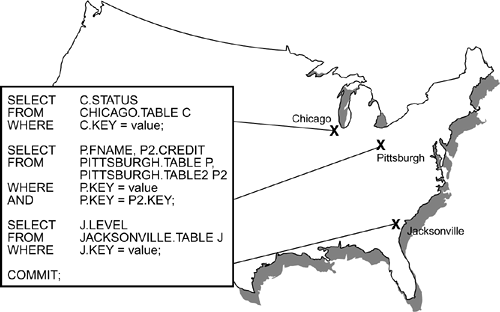 SELECT C.STATUS
FROM CHICAGO.TABLE C
WHERE C.KEY = value;
SELECT P.FNAME, P2.CREDIT
FROM PITTSBURGH.TABLE P,
PITTSBURGH.TABLE2 P2
WHERE P.KEY = value
AND P.KEY = P2.KEY;
SELECT J.LEVEL
FROM JACKSONVILLE.TABLE J
WHERE J.KEY = value;
COMMIT;
Chicago
X
X
Pittsburgh
X
Jacksonville